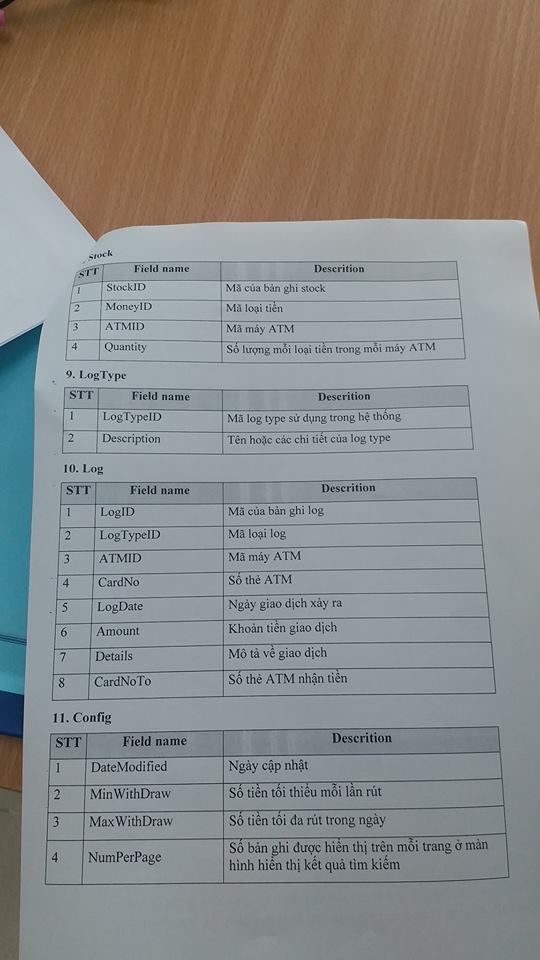 Stock
STT Field name Descrition
1 StockID Mã của bản ghi stock
2 MoneyID Mã loại tiền
3 ATMID Mã máy ATM
4 Quantity Số lượng mỗi loại tiền trong mỗi máy ATM
9. LogType
STT Field name Descrition
1 LogTypeID Mã log type sử dụng trong hệ thống
2 Description Tên hoặc các chi tiết của log type
10. Log
STT Field name Descrition
1 LogID Mã của bản ghi log
2 LogTypeID Mã loại log
3 ATMID Mã máy ATM
4 CardNo Số thẻ ATM
5 LogDate Ngày giao dịch xảy ra
6 Amount Khoản tiền giao dịch
7 Details Mô tả về giao dịch
8 CardNoTo Số thẻ ATM nhận tiền
11. Config
STT Field name Descrition
1 DateModified Ngày cập nhật
2 MinWithDraw Số tiền tối thiểu mỗi lần rút
3 MaxWithDraw Số tiền tối đa rút trong ngày
4 NumPerPage Số bản ghi được hiển thị trên mỗi trang ở màn
hình hiển thị kết quả tìm kiếm